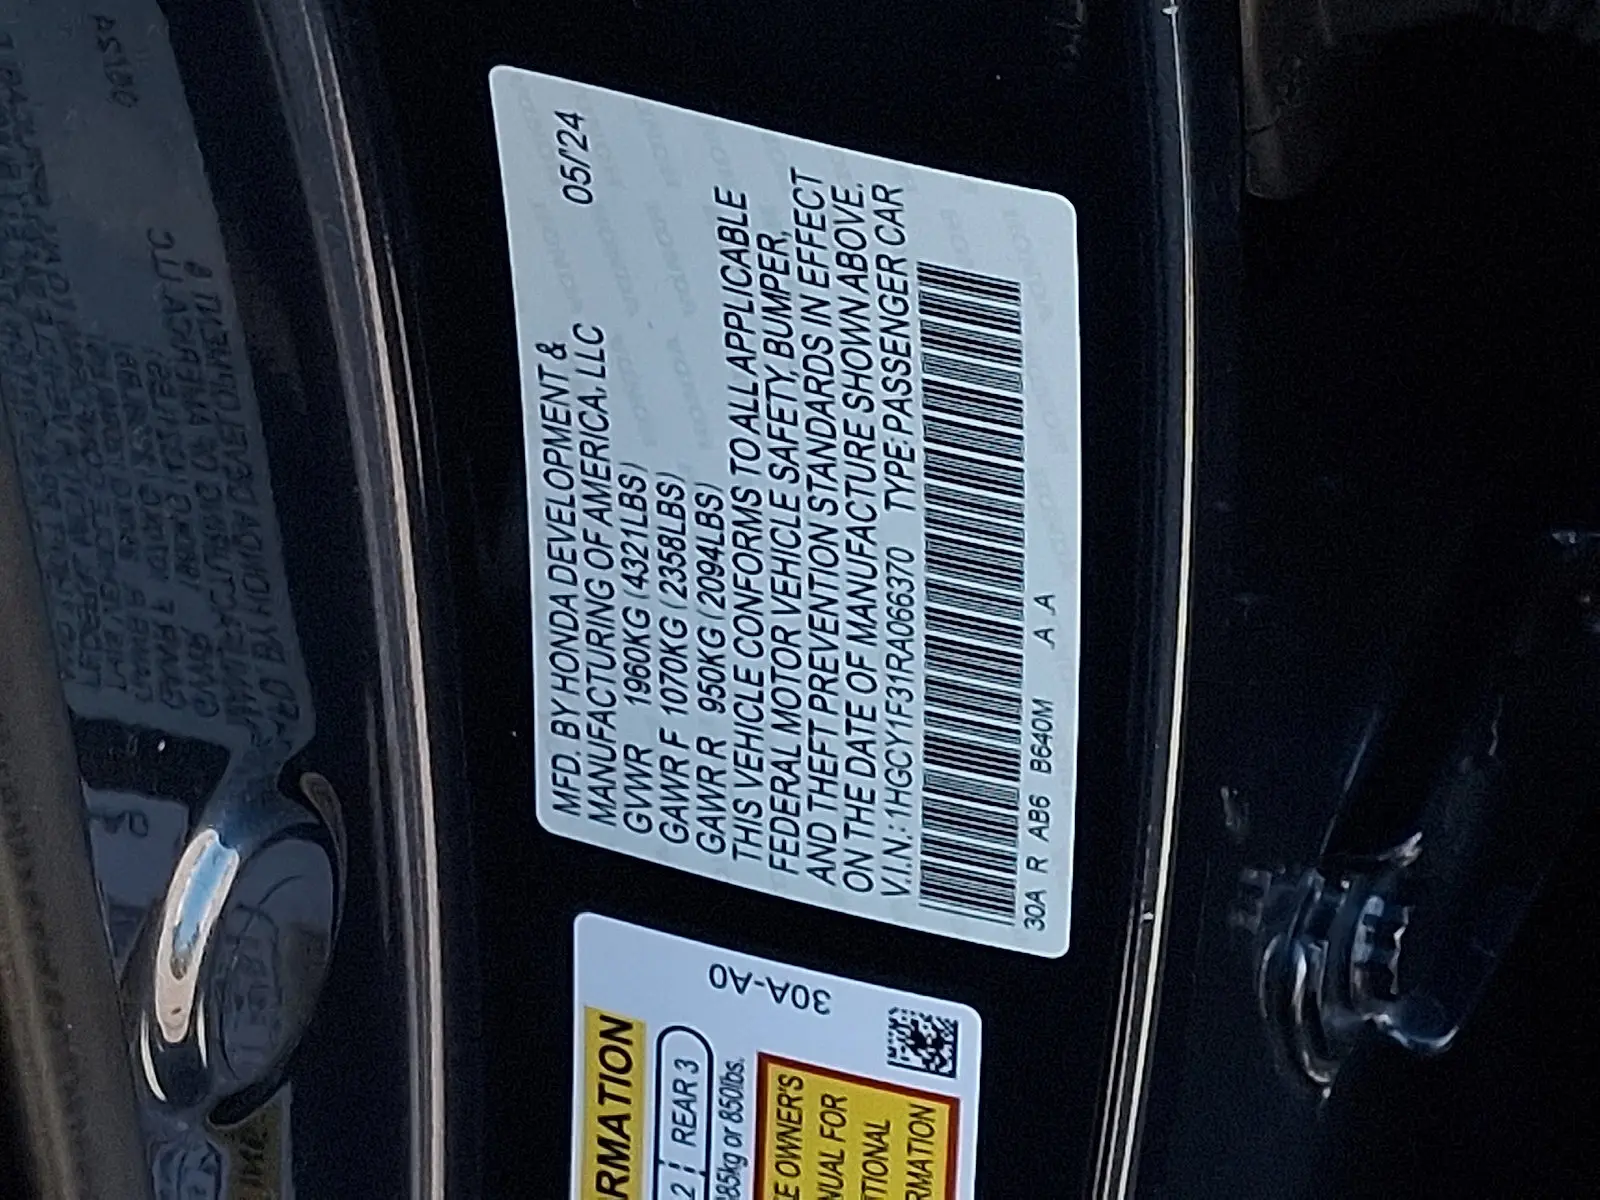 MFD. BY HONDA DEVELOPMENT & 05/'24
MANUFACTURING OF AMERICA, LLC
GVWR 1960KG (4321LBS)
GAWR F 1070KG (2358LBS)
GAWR R 950KG (2094LBS)
THIS VEHICLE CONFORMS TO ALL APPLICABLE
FEDERAL MOTOR VEHICLE SAFETY, BUMPER,
AND THEFT PREVENTION STANDARDS IN EFFECT
ON THE DATE OF MANUFACTURE SHOWN ABOVE.
V.I.N.: 1HGCY1F31RA066370 TYPE: PASSENGER CAR
30A R AB6 B640M A A
30A-A0
RMATION
2 REAR 3
385kg or 850lbs.
E OWNER'S
NUAL FOR
TIONAL
RMATION